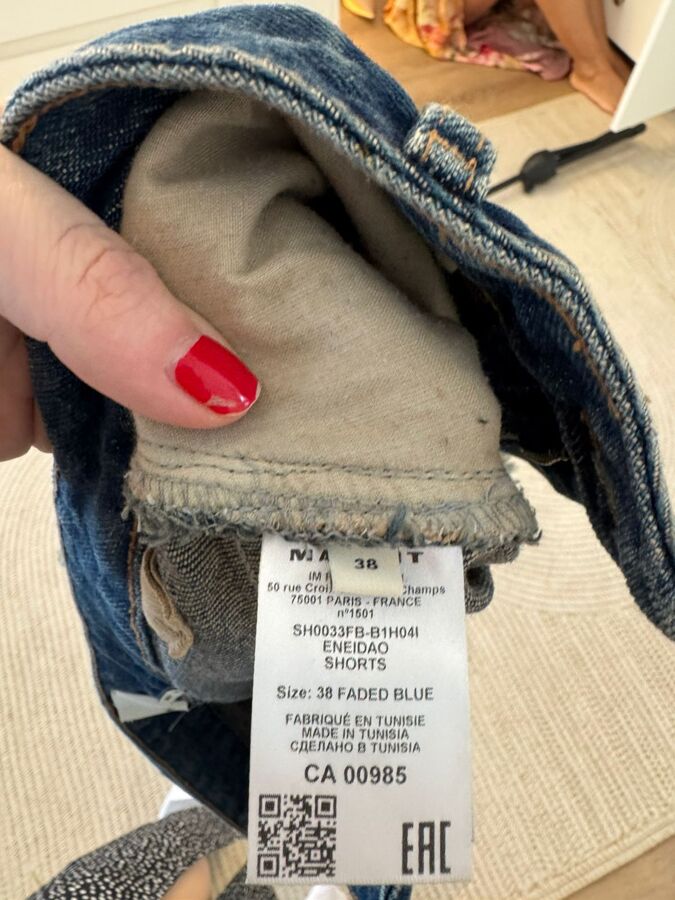 38
75001 PARIS - FRANCE
n°1501
SH0033FB-B1H04I
ENEIDAO
SHORTS
Size: 38 FADED BLUE
FABRIQUÉ EN TUNISIE
MADE IN TUNISIA
СДЕЛАНО В TUNISIA
CA 00985
EAC